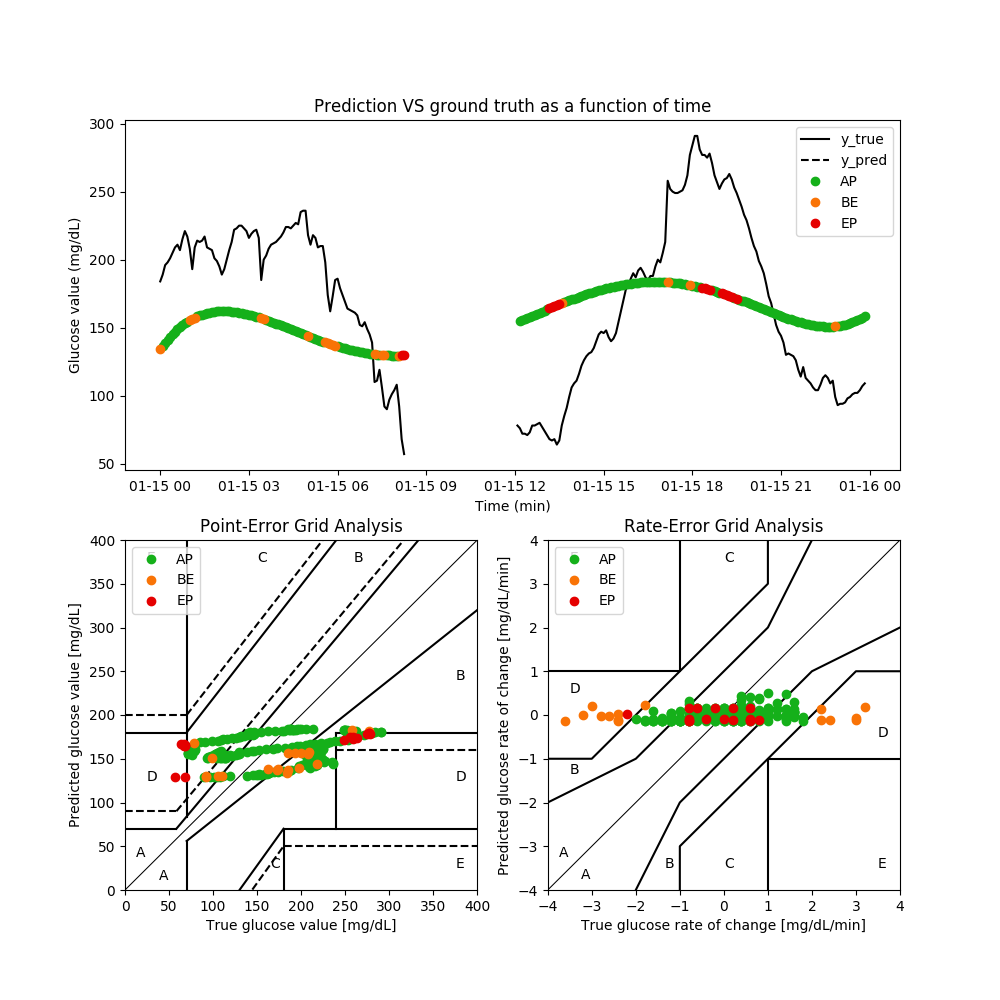 Prediction VS ground truth as a function of time
Glucose value (mg/dL)
300
250
200
150
100
50
y_true
y_pred
AP
BE
EP
01-15 00 01-15 03 01-15 06 01-15 09 01-15 12 01-15 15 01-15 18 01-15 21 01-16 00
Time (min)
Point-Error Grid Analysis
Predicted glucose value [mg/dL]
400
350
300
250
200
150
100
50
0
AP
BE
EP
C
B
B
D
D
A
A
C
E
0 50 100 150 200 250 300 350 400
True glucose value [mg/dL]
Rate-Error Grid Analysis
Predicted glucose rate of change [mg/dL/min]
4
3
2
1
0
−1
−2
−3
−4
AP
BE
EP
C
D
D
B
A
A
B
C
E
−4 −3 −2 −1 0 1 2 3 4
True glucose rate of change [mg/dL/min]